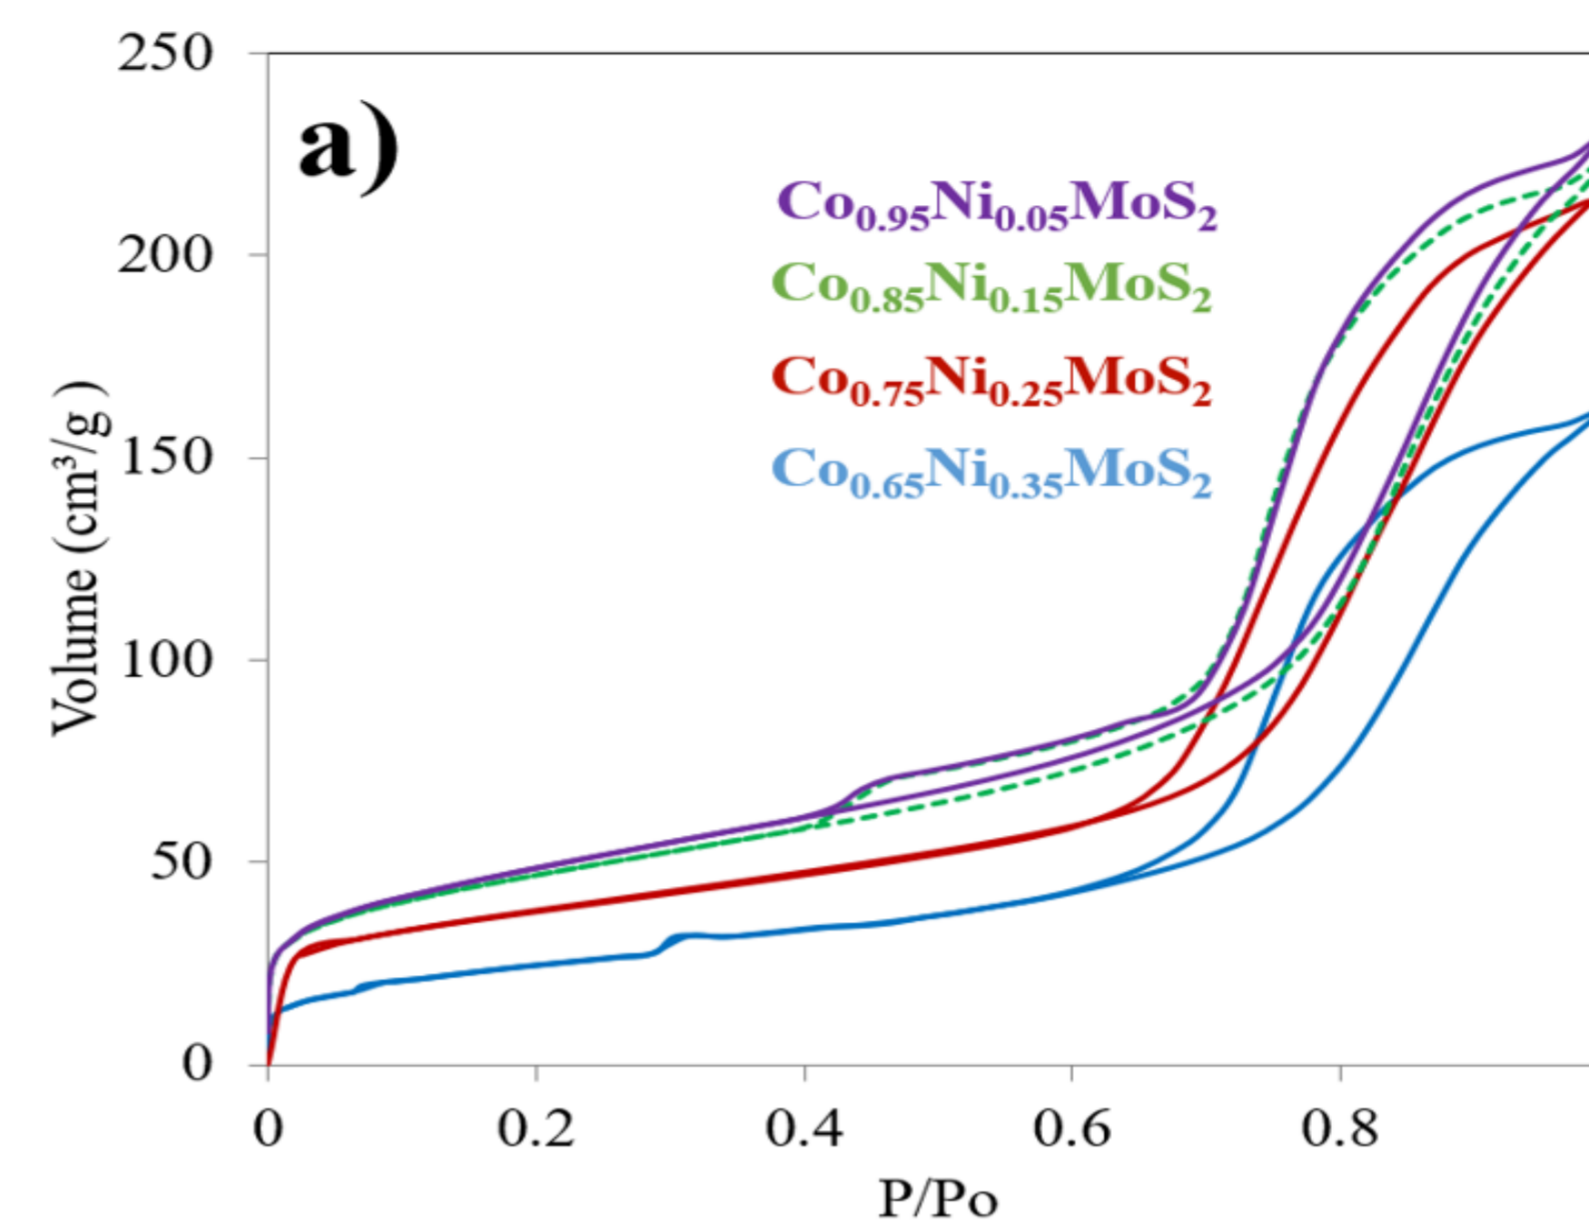 250
a)
Co0.95Ni0.05MoS2
200
Co0.85Ni0.15MoS2
Co0.75Ni0.25MoS2
Volume (cm³/g )
150
Co0.65Ni0.35MoS2
100
50
0
0 0.2 0.4 0.6 0.8
P/Po